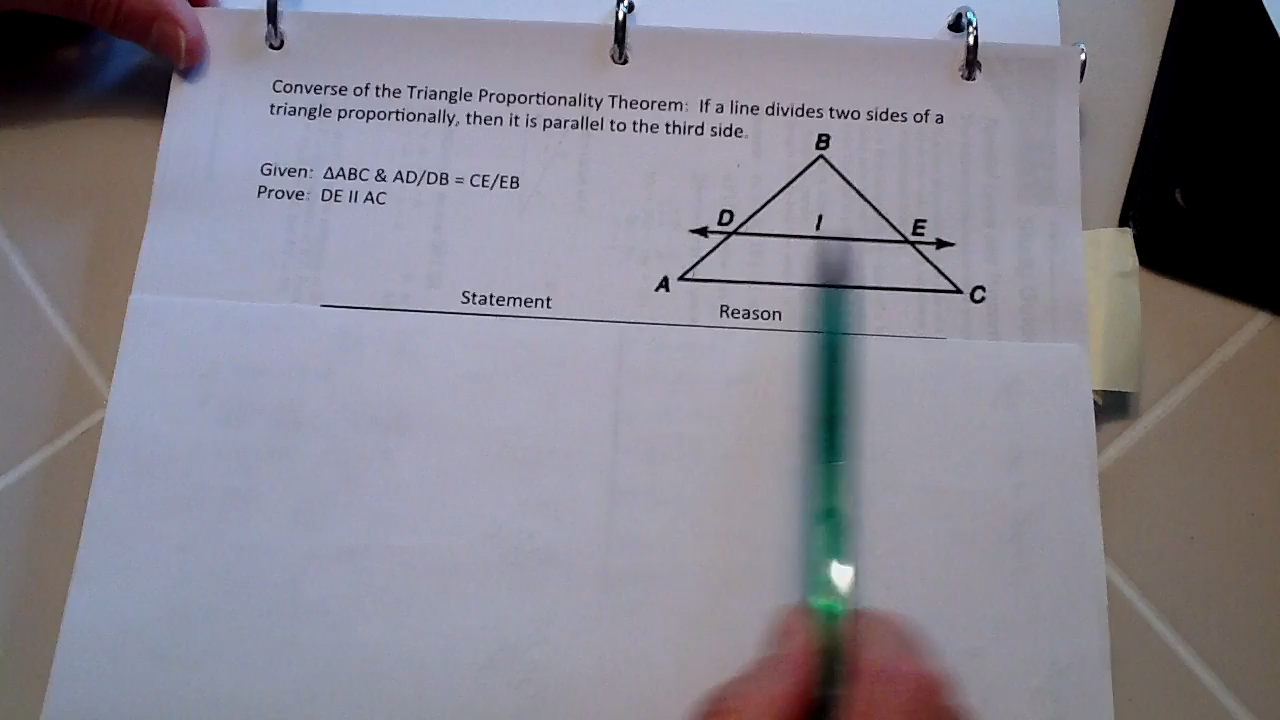 Converse of the Triangle Proportionality Theorem: If a line divides two sides of a
triangle proportionally, then it is parallel to the third side.
B
Given: ΔABC & AD/DB = CE/EB
Prove: DE II AC
D l E
A C
Statement Reason